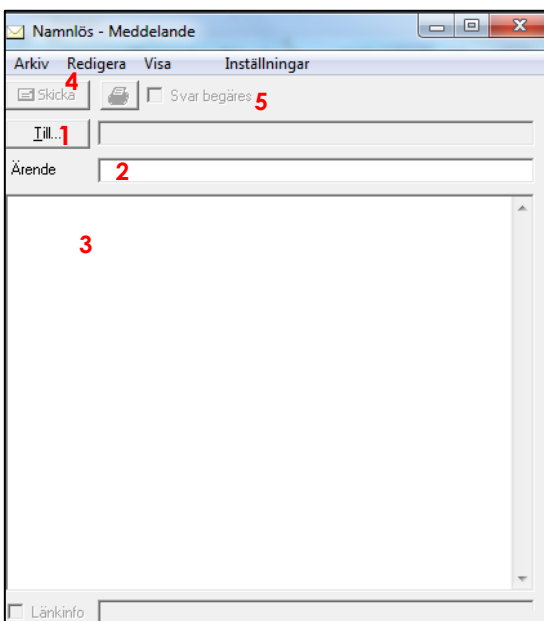 Namnlös - Meddelande
Arkiv Redigera Visa Inställningar
4
Skicka Svar begäres 5
Till... 1
Ärende 2
3
Länkinfo